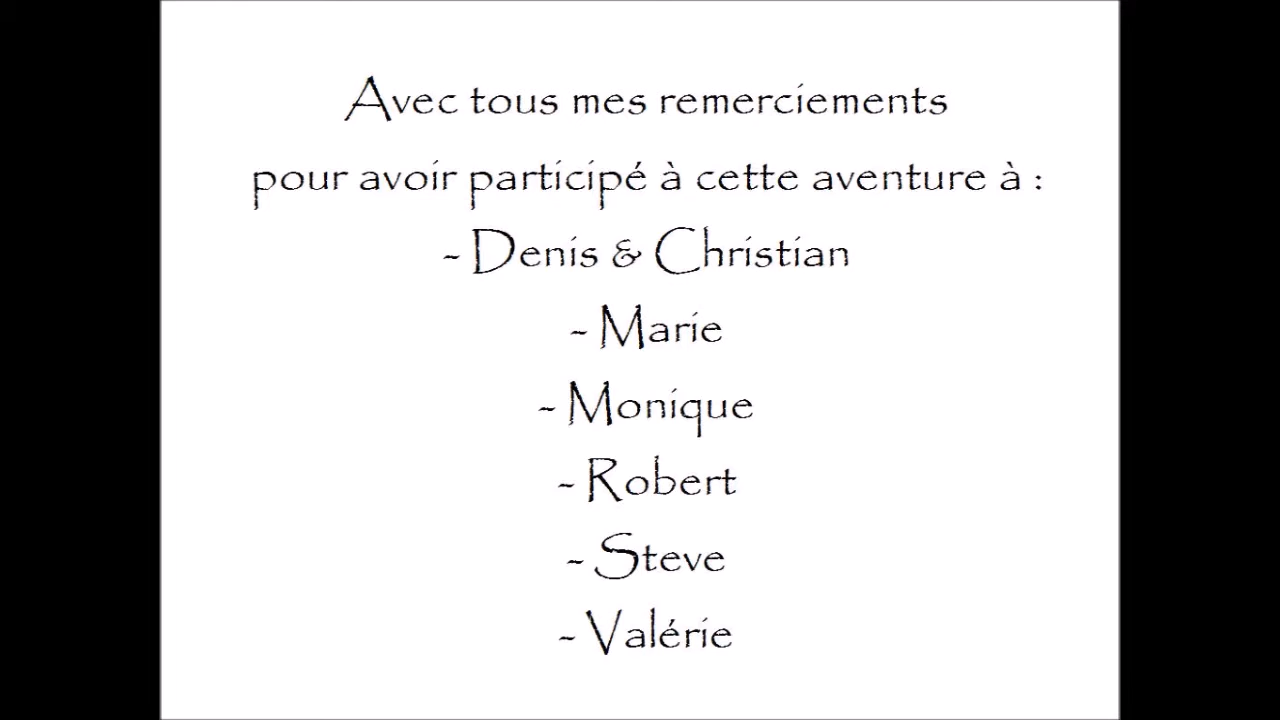 Avec tous mes remerciements
pour avoir participé à cette aventure à :
- Denis & Christian
- Marie
- Monique
- Robert
- Steve
- Valérie